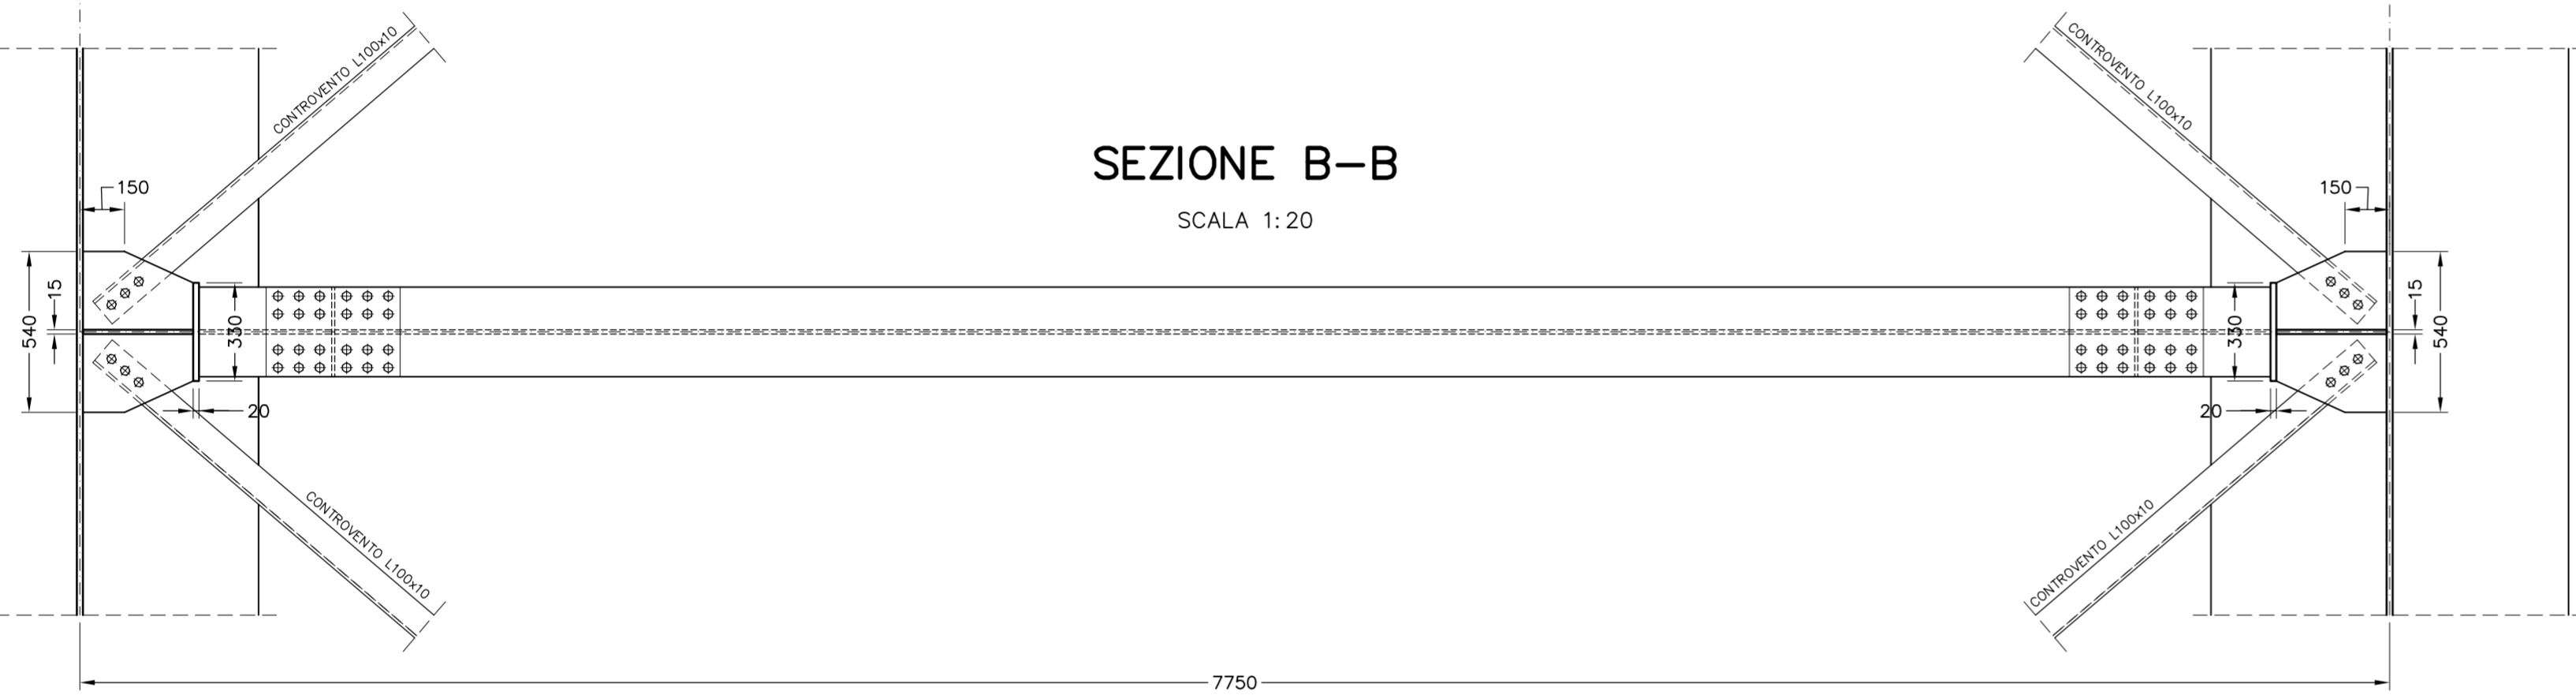 CONTROVENTO L100x10
CONTROVENTO L100x10
SEZIONE B-B
SCALA 1:20
150
150
540
15
330
20
330
20
15
540
CONTROVENTO L100x10
CONTROVENTO L100x10
7750